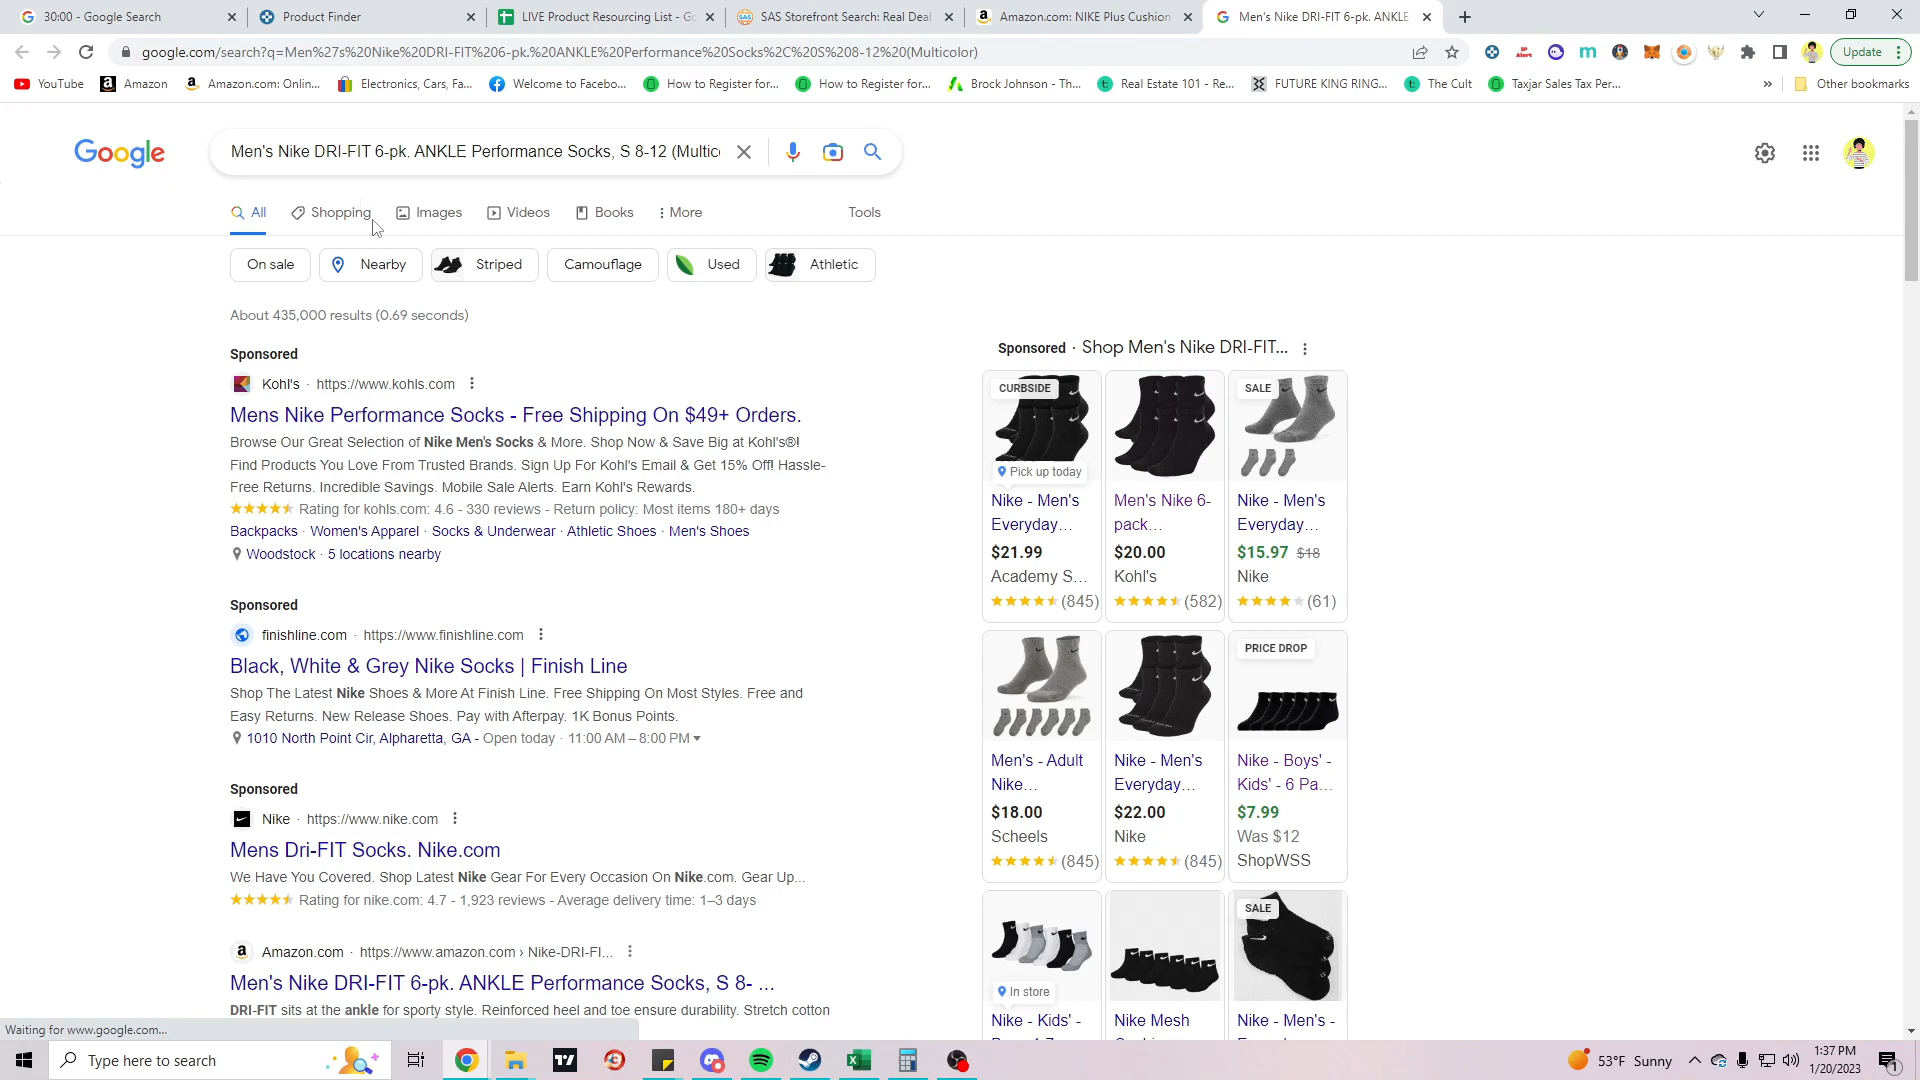 30:00 - Google Search
Product Finder
LIVE Product Resourcing List - Go
SAS Storefront Search: Real Deal
Amazon.com: NIKE Plus Cushion
Men's Nike DRI-FIT 6-pk. ANKLE
google.com/search?q=Men%27s%20Nike%20DRI-FIT%206-pk.%20ANKLE%20Performance%20Socks%2C%20S%208-12%20(Multicolor)
Update
YouTube
Amazon
Amazon.com: Onlin...
Electronics, Cars, Fa...
Welcome to Facebo...
How to Register for...
How to Register for...
Brock Johnson - Th...
Real Estate 101 - Re...
FUTURE KING RING...
The Cult
Taxjar Sales Tax Per...
»
Other bookmarks
Google
Men's Nike DRI-FIT 6-pk. ANKLE Performance Socks, S 8-12 (Multic
All
Shopping
Images
Videos
Books
More
Tools
On sale
Nearby
Striped
Camouflage
Used
Athletic
About 435,000 results (0.69 seconds)
Sponsored
Kohl's · https://www.kohls.com
Mens Nike Performance Socks - Free Shipping On $49+ Orders.
Browse Our Great Selection of Nike Men's Socks & More. Shop Now & Save Big at Kohl's®!
Find Products You Love From Trusted Brands. Sign Up For Kohl's Email & Get 15% Off! Hassle-
Free Returns. Incredible Savings. Mobile Sale Alerts. Earn Kohl's Rewards.
Rating for kohls.com: 4.6 - 330 reviews - Return policy: Most items 180+ days
Backpacks · Women's Apparel · Socks & Underwear · Athletic Shoes · Men's Shoes
Woodstock · 5 locations nearby
Sponsored
finishline.com · https://www.finishline.com
Black, White & Grey Nike Socks | Finish Line
Shop The Latest Nike Shoes & More At Finish Line. Free Shipping On Most Styles. Free and
Easy Returns. New Release Shoes. Pay with Afterpay. 1K Bonus Points.
1010 North Point Cir, Alpharetta, GA - Open today · 11:00 AM – 8:00 PM
Sponsored
Nike · https://www.nike.com
Mens Dri-FIT Socks. Nike.com
We Have You Covered. Shop Latest Nike Gear For Every Occasion On Nike.com. Gear Up...
Rating for nike.com: 4.7 - 1,923 reviews - Average delivery time: 1–3 days
Amazon.com · https://www.amazon.com › Nike-DRI-FI...
Men's Nike DRI-FIT 6-pk. ANKLE Performance Socks, S 8- ...
DRI-FIT sits at the ankle for sporty style. Reinforced heel and toe ensure durability. Stretch cotton
Sponsored · Shop Men's Nike DRI-FIT...
CURBSIDE
Pick up today
Nike - Men's
Everyday...
$21.99
Academy S...
(845)
Men's Nike 6-
pack...
$20.00
Kohl's
(582)
SALE
Nike - Men's
Everyday...
$15.97 $18
Nike
(61)
Men's - Adult
Nike...
$18.00
Scheels
(845)
Nike - Men's
Everyday...
$22.00
Nike
(845)
PRICE DROP
Nike - Boys' -
Kids' - 6 Pa...
$7.99
Was $12
ShopWSS
In store
Nike - Kids' -
Nike Mesh
SALE
Nike - Men's -
Waiting for www.google.com...
Type here to search
53°F Sunny
1:37 PM
1/20/2023
1